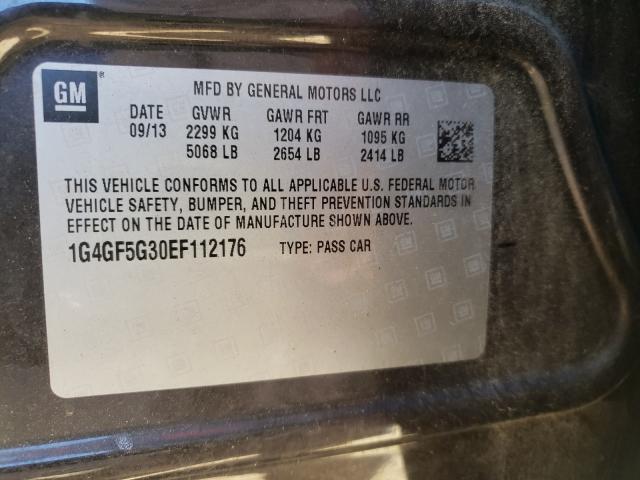 GM ®
MFD BY GENERAL MOTORS LLC
DATE GVWR GAWR FRT GAWR RR
09/13 2299 KG 1204 KG 1095 KG
5068 LB 2654 LB 2414 LB
THIS VEHICLE CONFORMS TO ALL APPLICABLE U.S. FEDERAL MOTOR
VEHICLE SAFETY, BUMPER, AND THEFT PREVENTION STANDARDS IN
EFFECT ON THE DATE OF MANUFACTURE SHOWN ABOVE.
1G4GF5G30EF112176 TYPE: PASS CAR